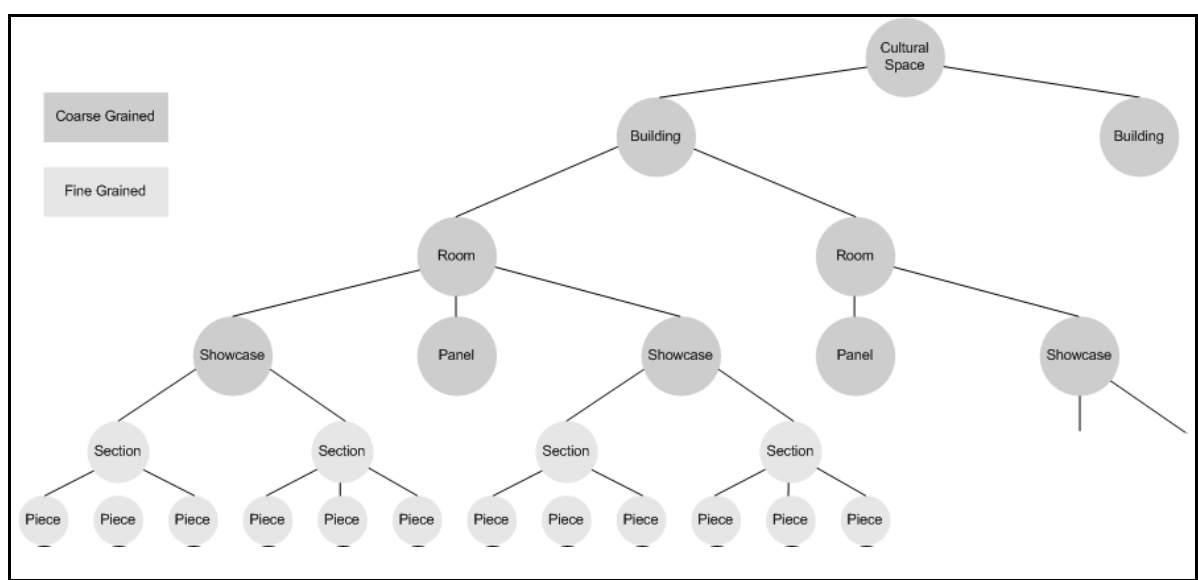 Cultural
Space
Coarse Grained
Building
Building
Fine Grained
Room
Room
Showcase
Panel
Showcase
Panel
Showcase
Section
Section
Section
Section
Piece
Piece
Piece
Piece
Piece
Piece
Piece
Piece
Piece
Piece
Piece
Piece